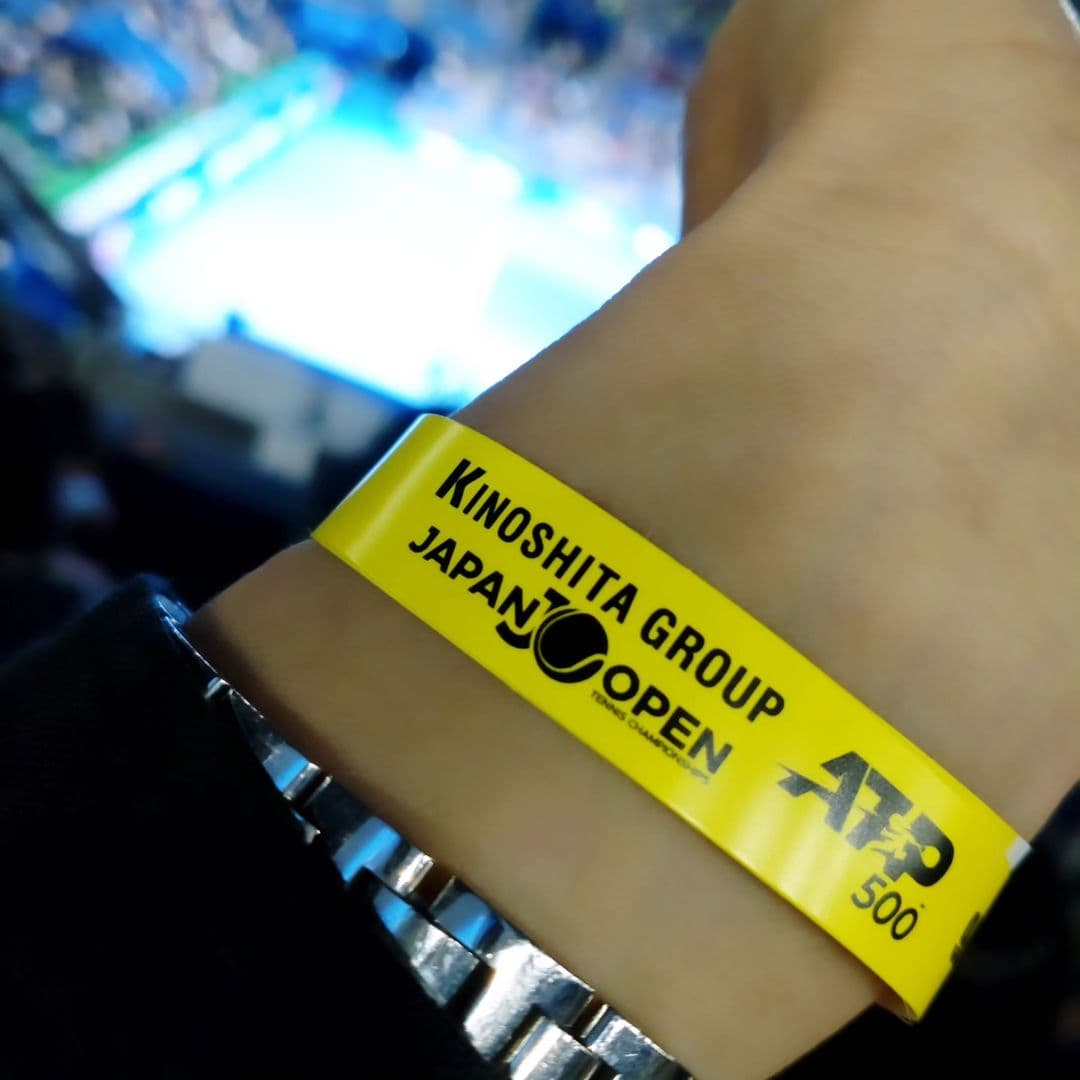 KINOSHITA GROUP
JAPAN OPEN
TENNIS CHAMPIONSHIPS
ATP
500